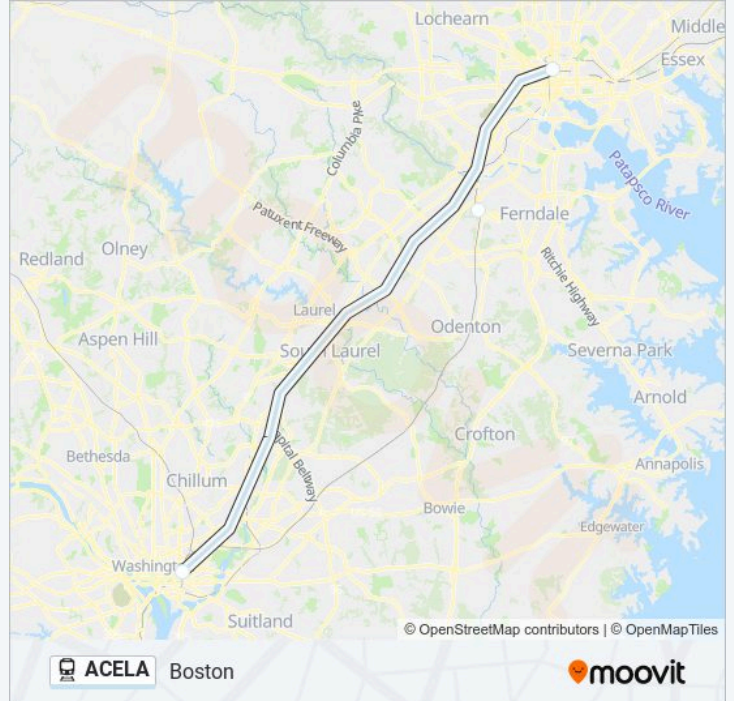 Lochearn
Middle
Essex
Columbia Pike
Patapsco River
Patuxent Freeway
Ferndale
Olney
Redland
Ritchie Highway
Laurel
Odenton
Aspen Hill
South Laurel
Severna Park
Arnold
Capital Beltway
Crofton
Bethesda
Annapolis
Chillum
Bowie
Edgewater
Washingt
Suitland
© OpenStreetMap contributors | © OpenMapTiles
ACELA Boston
moovit